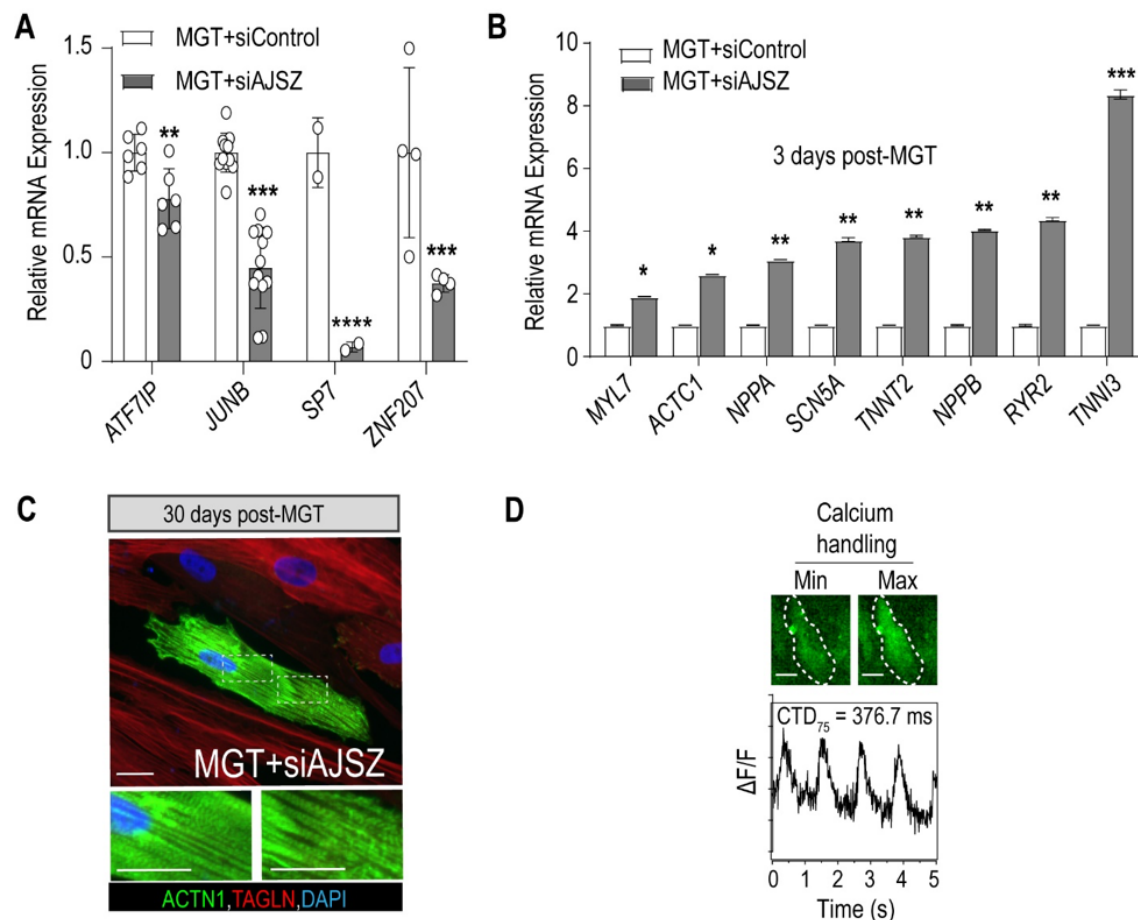 A
MGT+siControl
MGT+siAJSZ
Relative mRNA Expression
1.5
1.0
0.5
0
**
***
****
***
ATF7IP
JUNB
SP7
ZNF207
B
MGT+siControl
MGT+siAJSZ
3 days post-MGT
Relative mRNA Expression
10
8
6
4
2
0
*
*
**
**
**
**
**
***
MYL7
ACTC1
NPPA
SCN5A
TNNT2
NPPB
RYR2
TNNI3
C
30 days post-MGT
MGT+siAJSZ
ACTN1,TAGLN,DAPI
D
Calcium
handling
Min Max
CTD75 = 376.7 ms
ΔF/F
0 1 2 3 4 5
Time (s)